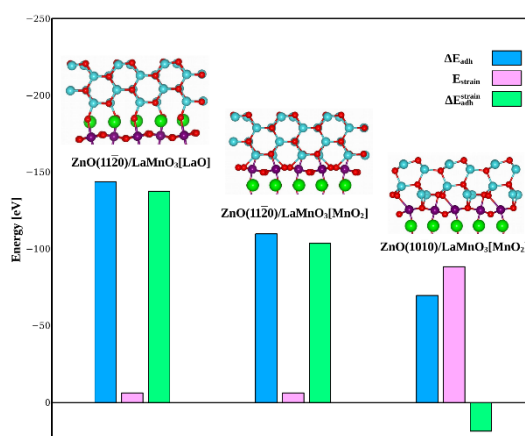 −250
−200
−150
−100
−50
0
Energy [eV]
ΔE_adh
E_strain
ΔE_adh^strain
ZnO(112̅0)/LaMnO₃[LaO]
ZnO(112̅0)/LaMnO₃[MnO₂]
ZnO(1010)/LaMnO₃[MnO₂